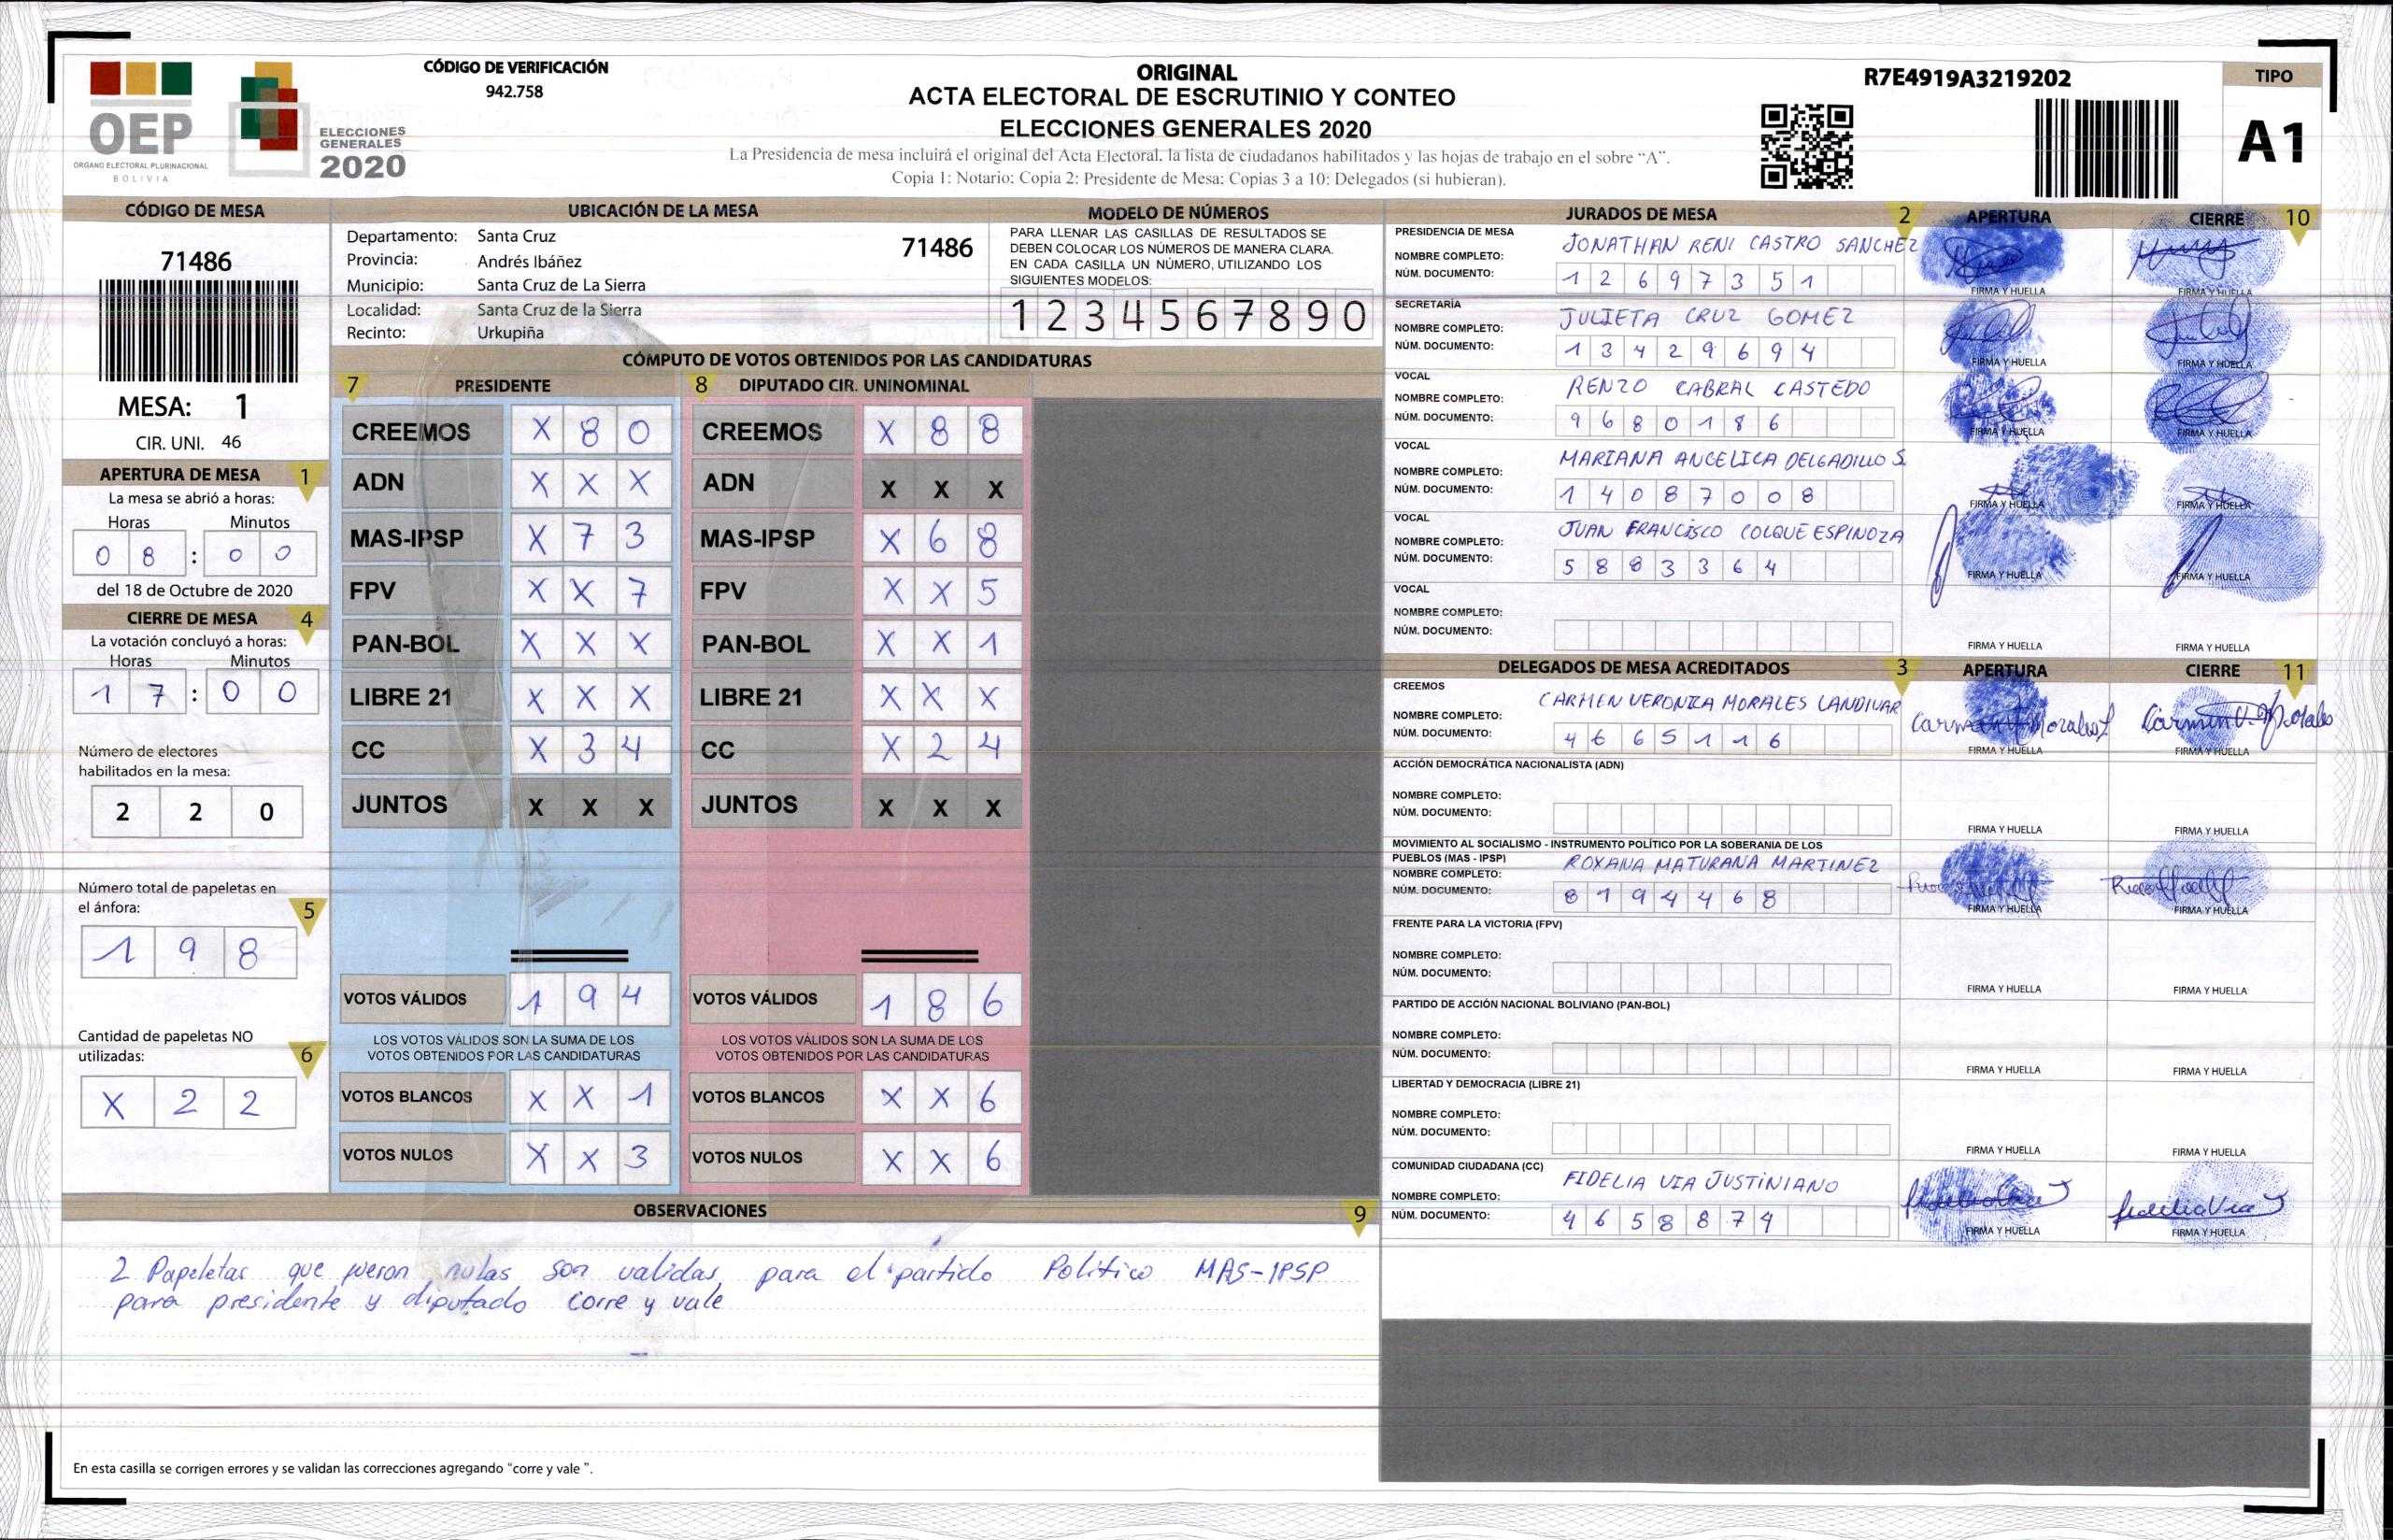 CÓDIGO DE VERIFICACIÓN
942.758
OEP
ORGANO ELECTORAL PLURINACIONAL
BOLIVIA
ELECCIONES
GENERALES
2020
ORIGINAL
ACTA ELECTORAL DE ESCRUTINIO Y CONTEO
ELECCIONES GENERALES 2020
La Presidencia de mesa incluirá el original del Acta Electoral, la lista de ciudadanos habilitados y las hojas de trabajo en el sobre “A”.
Copia 1: Notario: Copia 2: Presidente de Mesa: Copias 3 a 10: Delegados (si hubieran).
R7E4919A3219202
TIPO
A1
CÓDIGO DE MESA
71486
MESA: 1
CIR. UNI. 46
APERTURA DE MESA 1
La mesa se abrió a horas:
Horas Minutos
0 8 : 0 0
del 18 de Octubre de 2020
CIERRE DE MESA 4
La votación concluyó a horas:
Horas Minutos
1 7 : 0 0
Número de electores
habilitados en la mesa:
2 2 0
Número total de papeletas en
el ánfora: 5
1 9 8
Cantidad de papeletas NO
utilizadas: 6
X 2 2
UBICACIÓN DE LA MESA
Departamento: Santa Cruz
71486
Provincia: Andrés Ibáñez
Municipio: Santa Cruz de La Sierra
Localidad: Santa Cruz de la Sierra
Recinto: Urkupiña
MODELO DE NÚMEROS
PARA LLENAR LAS CASILLAS DE RESULTADOS SE
DEBEN COLOCAR LOS NÚMEROS DE MANERA CLARA.
EN CADA CASILLA UN NÚMERO, UTILIZANDO LOS
SIGUIENTES MODELOS:
1 2 3 4 5 6 7 8 9 0
CÓMPUTO DE VOTOS OBTENIDOS POR LAS CANDIDATURAS
7 PRESIDENTE 8 DIPUTADO CIR. UNINOMINAL
CREEMOS X 8 0 CREEMOS X 8 8
ADN X X X ADN X X X
MAS-IPSP X 7 3 MAS-IPSP X 6 8
FPV X X 7 FPV X X 5
PAN-BOL X X X PAN-BOL X X 1
LIBRE 21 X X X LIBRE 21 X X X
CC X 3 4 CC X 2 4
JUNTOS X X X JUNTOS X X X
VOTOS VÁLIDOS 1 9 4 VOTOS VÁLIDOS 1 8 6
LOS VOTOS VÁLIDOS SON LA SUMA DE LOS LOS VOTOS VÁLIDOS SON LA SUMA DE LOS
VOTOS OBTENIDOS POR LAS CANDIDATURAS VOTOS OBTENIDOS POR LAS CANDIDATURAS
VOTOS BLANCOS X X 1 VOTOS BLANCOS X X 6
VOTOS NULOS X X 3 VOTOS NULOS X X 6
OBSERVACIONES 9
2 Papeletas que fueron nulas son validas para el partido Politico MAS-IPSP
para presidente y diputado corre y vale
En esta casilla se corrigen errores y se validan las correcciones agregando “corre y vale ”.
JURADOS DE MESA 2 APERTURA CIERRE 10
PRESIDENCIA DE MESA
NOMBRE COMPLETO: JONATHAN RENI CASTRO SANCHEZ
NÚM. DOCUMENTO: 1 2 6 9 7 3 5 1
FIRMA Y HUELLA FIRMA Y HUELLA
SECRETARÍA
NOMBRE COMPLETO: JULIETA CRUZ GOMEZ
NÚM. DOCUMENTO: 1 3 4 2 9 6 9 4
FIRMA Y HUELLA FIRMA Y HUELLA
VOCAL
NOMBRE COMPLETO: RENZO CABRAL CASTEDO
NÚM. DOCUMENTO: 9 6 8 0 1 8 6
FIRMA Y HUELLA FIRMA Y HUELLA
VOCAL
NOMBRE COMPLETO: MARIANA ANGELICA DELGADILLO S.
NÚM. DOCUMENTO: 1 4 0 8 7 0 0 8
FIRMA Y HUELLA FIRMA Y HUELLA
VOCAL
NOMBRE COMPLETO: JUAN FRANCISCO COLQUE ESPINOZA
NÚM. DOCUMENTO: 5 8 8 3 3 6 4
FIRMA Y HUELLA FIRMA Y HUELLA
VOCAL
NOMBRE COMPLETO:
NÚM. DOCUMENTO:
FIRMA Y HUELLA FIRMA Y HUELLA
DELEGADOS DE MESA ACREDITADOS 3 APERTURA CIERRE 11
CREEMOS
NOMBRE COMPLETO: CARMEN VERONICA MORALES LANDIVAR
NÚM. DOCUMENTO: 4 6 6 5 1 1 6
Carmen V. Morales
FIRMA Y HUELLA FIRMA Y HUELLA
ACCIÓN DEMOCRÁTICA NACIONALISTA (ADN)
NOMBRE COMPLETO:
NÚM. DOCUMENTO:
FIRMA Y HUELLA FIRMA Y HUELLA
MOVIMIENTO AL SOCIALISMO - INSTRUMENTO POLÍTICO POR LA SOBERANIA DE LOS
PUEBLOS (MAS - IPSP)
NOMBRE COMPLETO: ROXANA MATURANA MARTINEZ
NÚM. DOCUMENTO: 8 1 9 4 4 6 8
FIRMA Y HUELLA FIRMA Y HUELLA
FRENTE PARA LA VICTORIA (FPV)
NOMBRE COMPLETO:
NÚM. DOCUMENTO:
FIRMA Y HUELLA FIRMA Y HUELLA
PARTIDO DE ACCIÓN NACIONAL BOLIVIANO (PAN-BOL)
NOMBRE COMPLETO:
NÚM. DOCUMENTO:
FIRMA Y HUELLA FIRMA Y HUELLA
LIBERTAD Y DEMOCRACIA (LIBRE 21)
NOMBRE COMPLETO:
NÚM. DOCUMENTO:
FIRMA Y HUELLA FIRMA Y HUELLA
COMUNIDAD CIUDADANA (CC)
NOMBRE COMPLETO: FIDELIA VIA JUSTINIANO
NÚM. DOCUMENTO: 4 6 5 8 8 7 4
FIRMA Y HUELLA FIRMA Y HUELLA